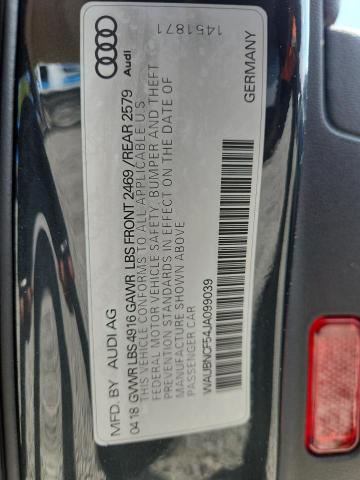 MFD. BY AUDI AG
04 18 GVWR LBS 4916 GAWR LBS FRONT 2469 /REAR 2579
THIS VEHICLE CONFORMS TO ALL APPLICABLE U.S.
FEDERAL MOTOR VEHICLE SAFETY, BUMPER AND THEFT
PREVENTION STANDARDS IN EFFECT ON THE DATE OF
MANUFACTURE SHOWN ABOVE
PASSENGER CAR
WAUBNCF54JA099039
Audi
1451871
GERMANY